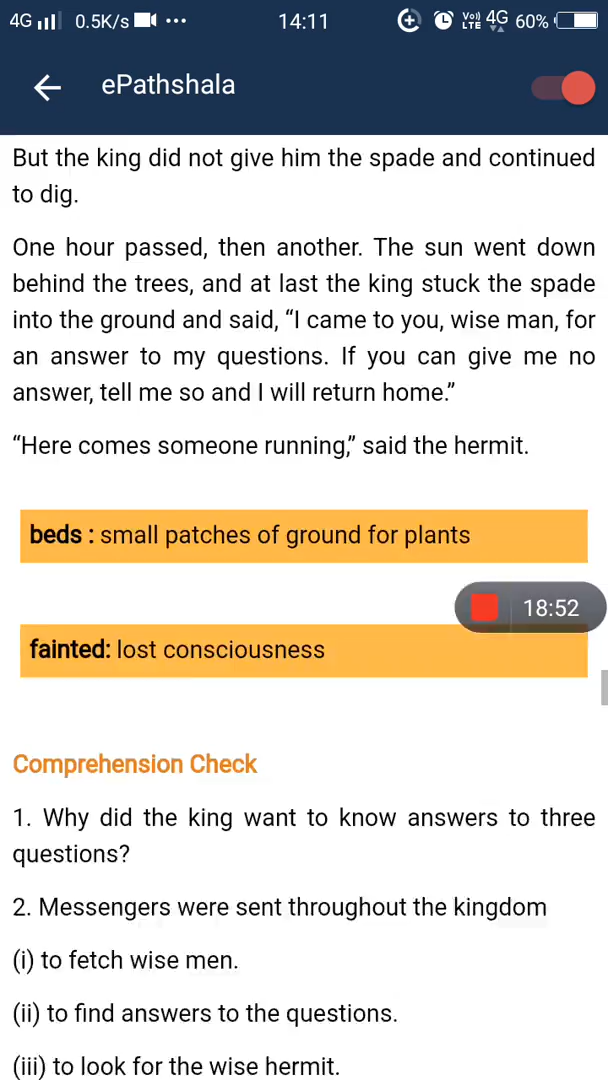 4G 0.5K/s ... 14:11 Vo)) LTE 4G 60%
ePathshala
But the king did not give him the spade and continued
to dig.
One hour passed, then another. The sun went down
behind the trees, and at last the king stuck the spade
into the ground and said, “I came to you, wise man, for
an answer to my questions. If you can give me no
answer, tell me so and I will return home.”
“Here comes someone running,” said the hermit.
beds : small patches of ground for plants
18:52
fainted: lost consciousness
Comprehension Check
1. Why did the king want to know answers to three
questions?
2. Messengers were sent throughout the kingdom
(i) to fetch wise men.
(ii) to find answers to the questions.
(iii) to look for the wise hermit.